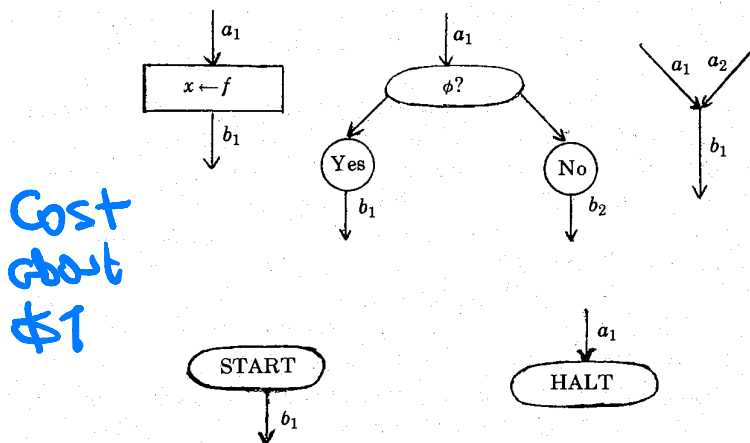 a₁
a₁
a₁ a₂
x ← f
ϕ?
b₁
b₁
Yes
No
b₁
b₂
Cost
about
$1
a₁
START
HALT
b₁